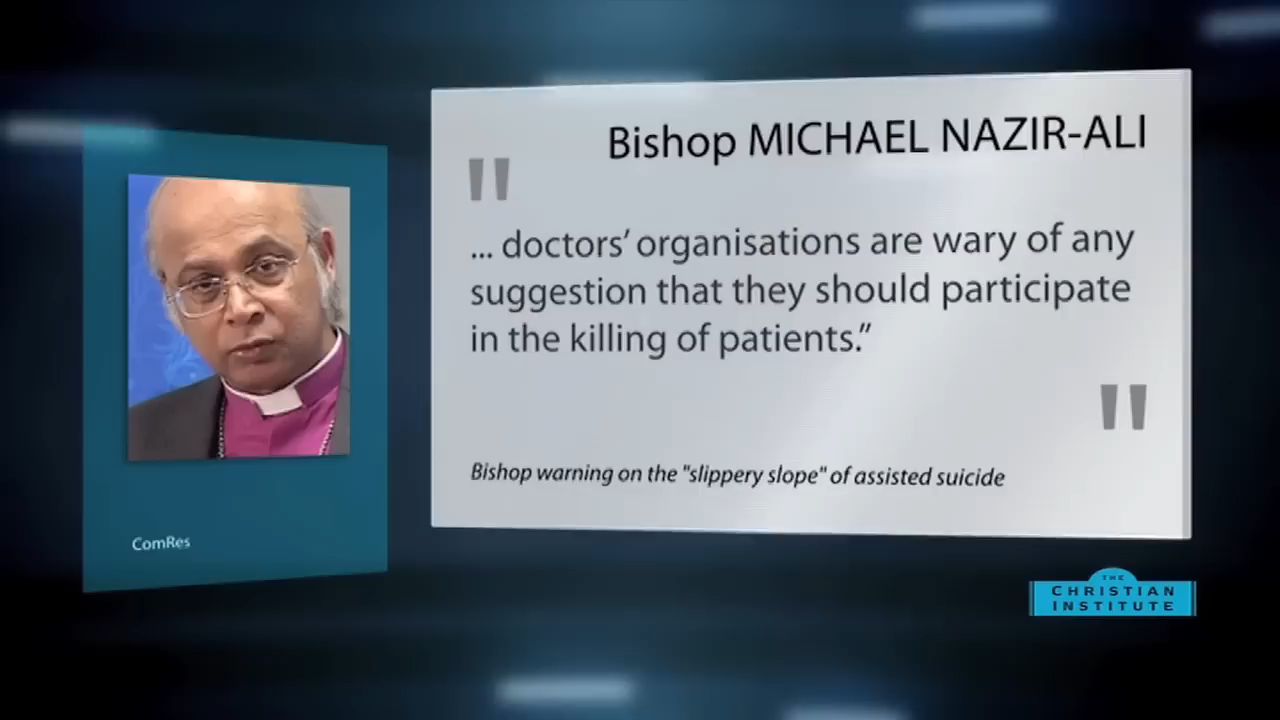 Bishop MICHAEL NAZIR-ALI
"
... doctors’ organisations are wary of any
suggestion that they should participate
in the killing of patients.”
"
Bishop warning on the "slippery slope" of assisted suicide
ComRes
THE
CHRISTIAN
INSTITUTE